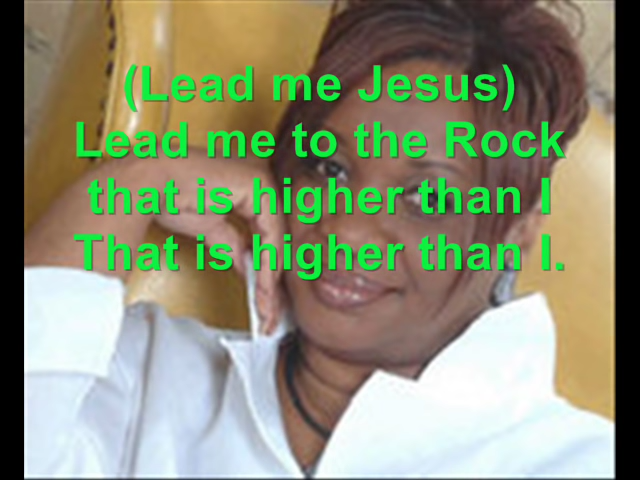 (Lead me Jesus)
Lead me to the Rock
that is higher than I
That is higher than I.